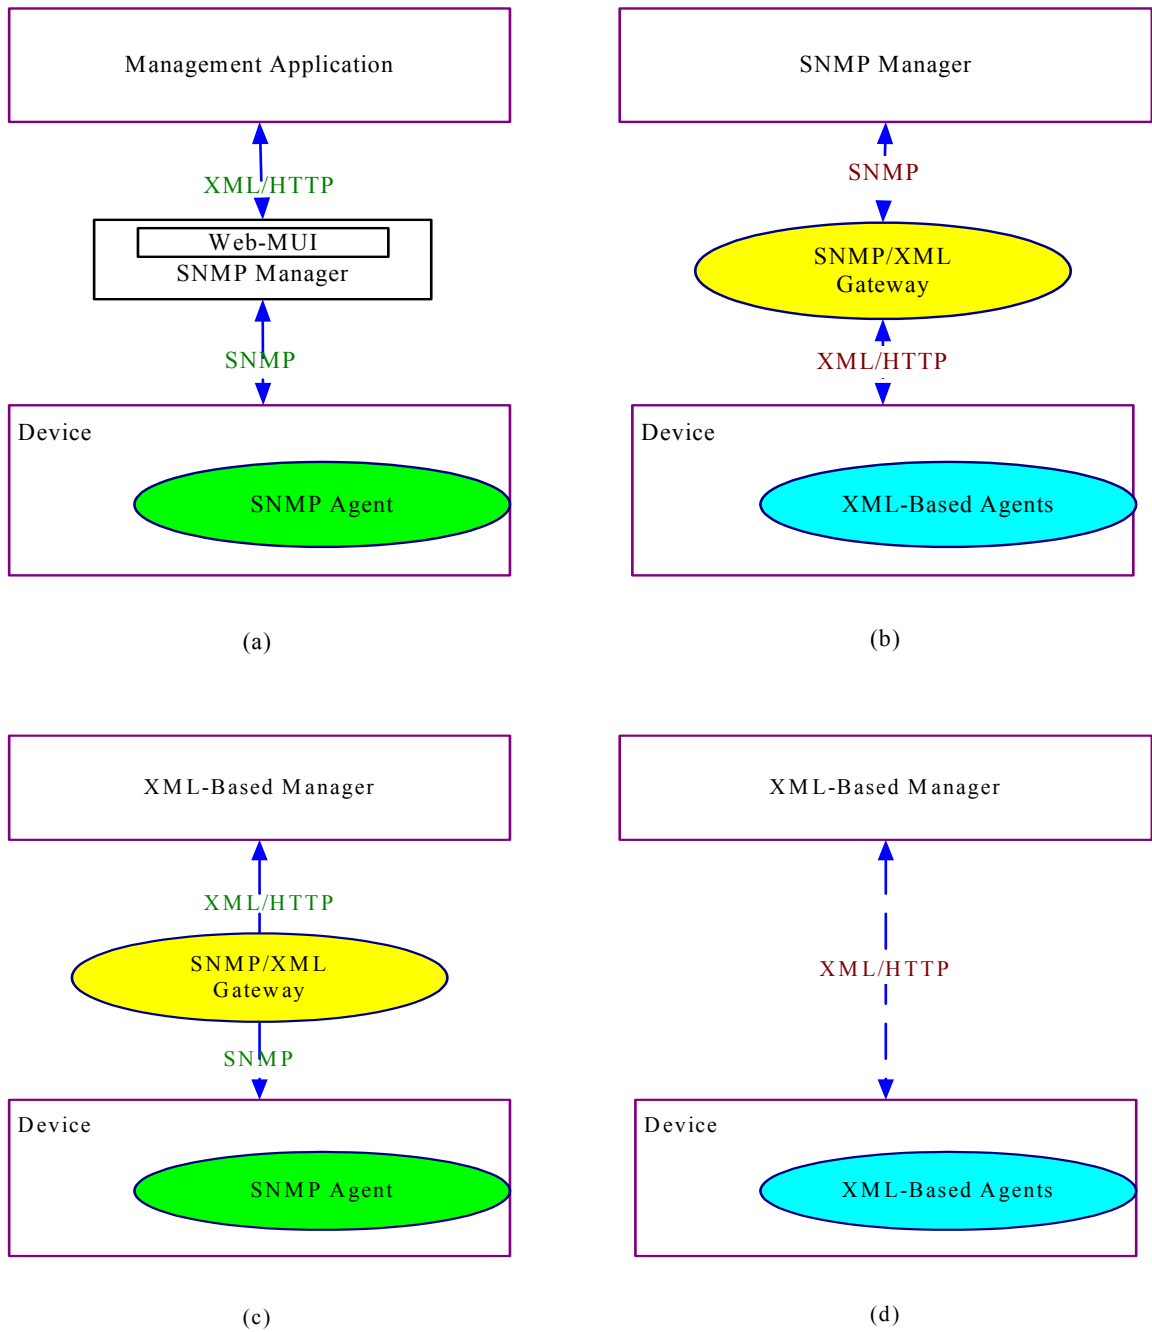 Management Application
XML/HTTP
Web-MUI
SNMP Manager
SNMP
Device
SNMP Agent
(a)
SNMP Manager
SNMP
SNMP/XML
Gateway
XML/HTTP
Device
XML-Based Agents
(b)
XML-Based Manager
XML/HTTP
SNMP/XML
Gateway
SNMP
Device
SNMP Agent
(c)
XML-Based Manager
XML/HTTP
Device
XML-Based Agents
(d)